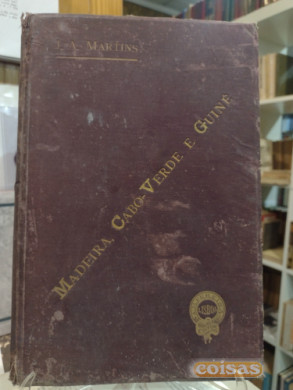 MARTINS
MADEIRA, CABO-VERDE E GUINÉ
coisas